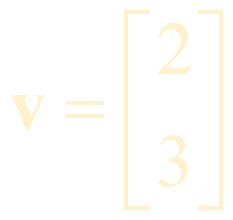 v = [2
3]